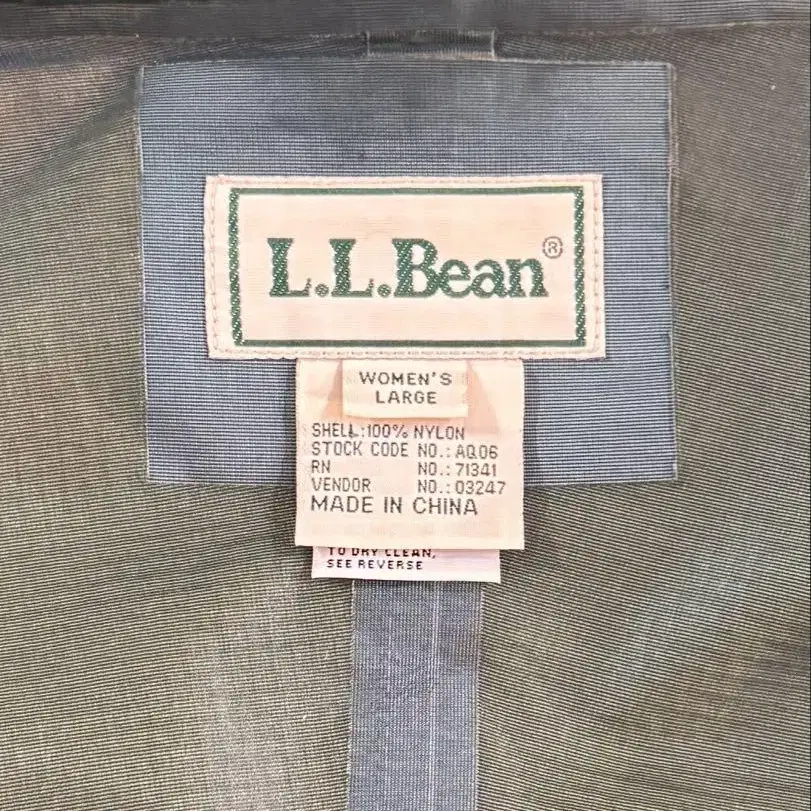 L.L.Bean®
WOMEN'S
LARGE
SHELL:100% NYLON
STOCK CODE NO.: AQ06
RN NO.: 71341
VENDOR NO.: 03247
MADE IN CHINA
TO DRY CLEAN,
SEE REVERSE